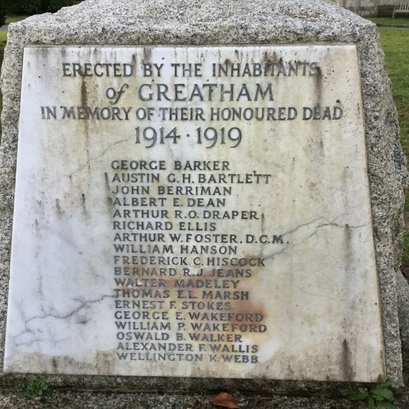 ERECTED BY THE INHABITANTS
of GREATHAM
IN MEMORY OF THEIR HONOURED DEAD
1914·1919
GEORGE BARKER
AUSTIN G.H. BARTLETT
JOHN BERRIMAN
ALBERT E. DEAN
ARTHUR R.O. DRAPER
RICHARD ELLIS
ARTHUR W. FOSTER, D.C.M.
WILLIAM HANSON
FREDERICK C. HISCOCK
BERNARD R.J. JEANS
WALTER MADELEY
THOMAS E.L. MARSH
ERNEST F. STOKES
GEORGE E. WAKEFORD
WILLIAM P. WAKEFORD
OSWALD B. WALKER
ALEXANDER F. WALLIS
WELLINGTON K. WEBB